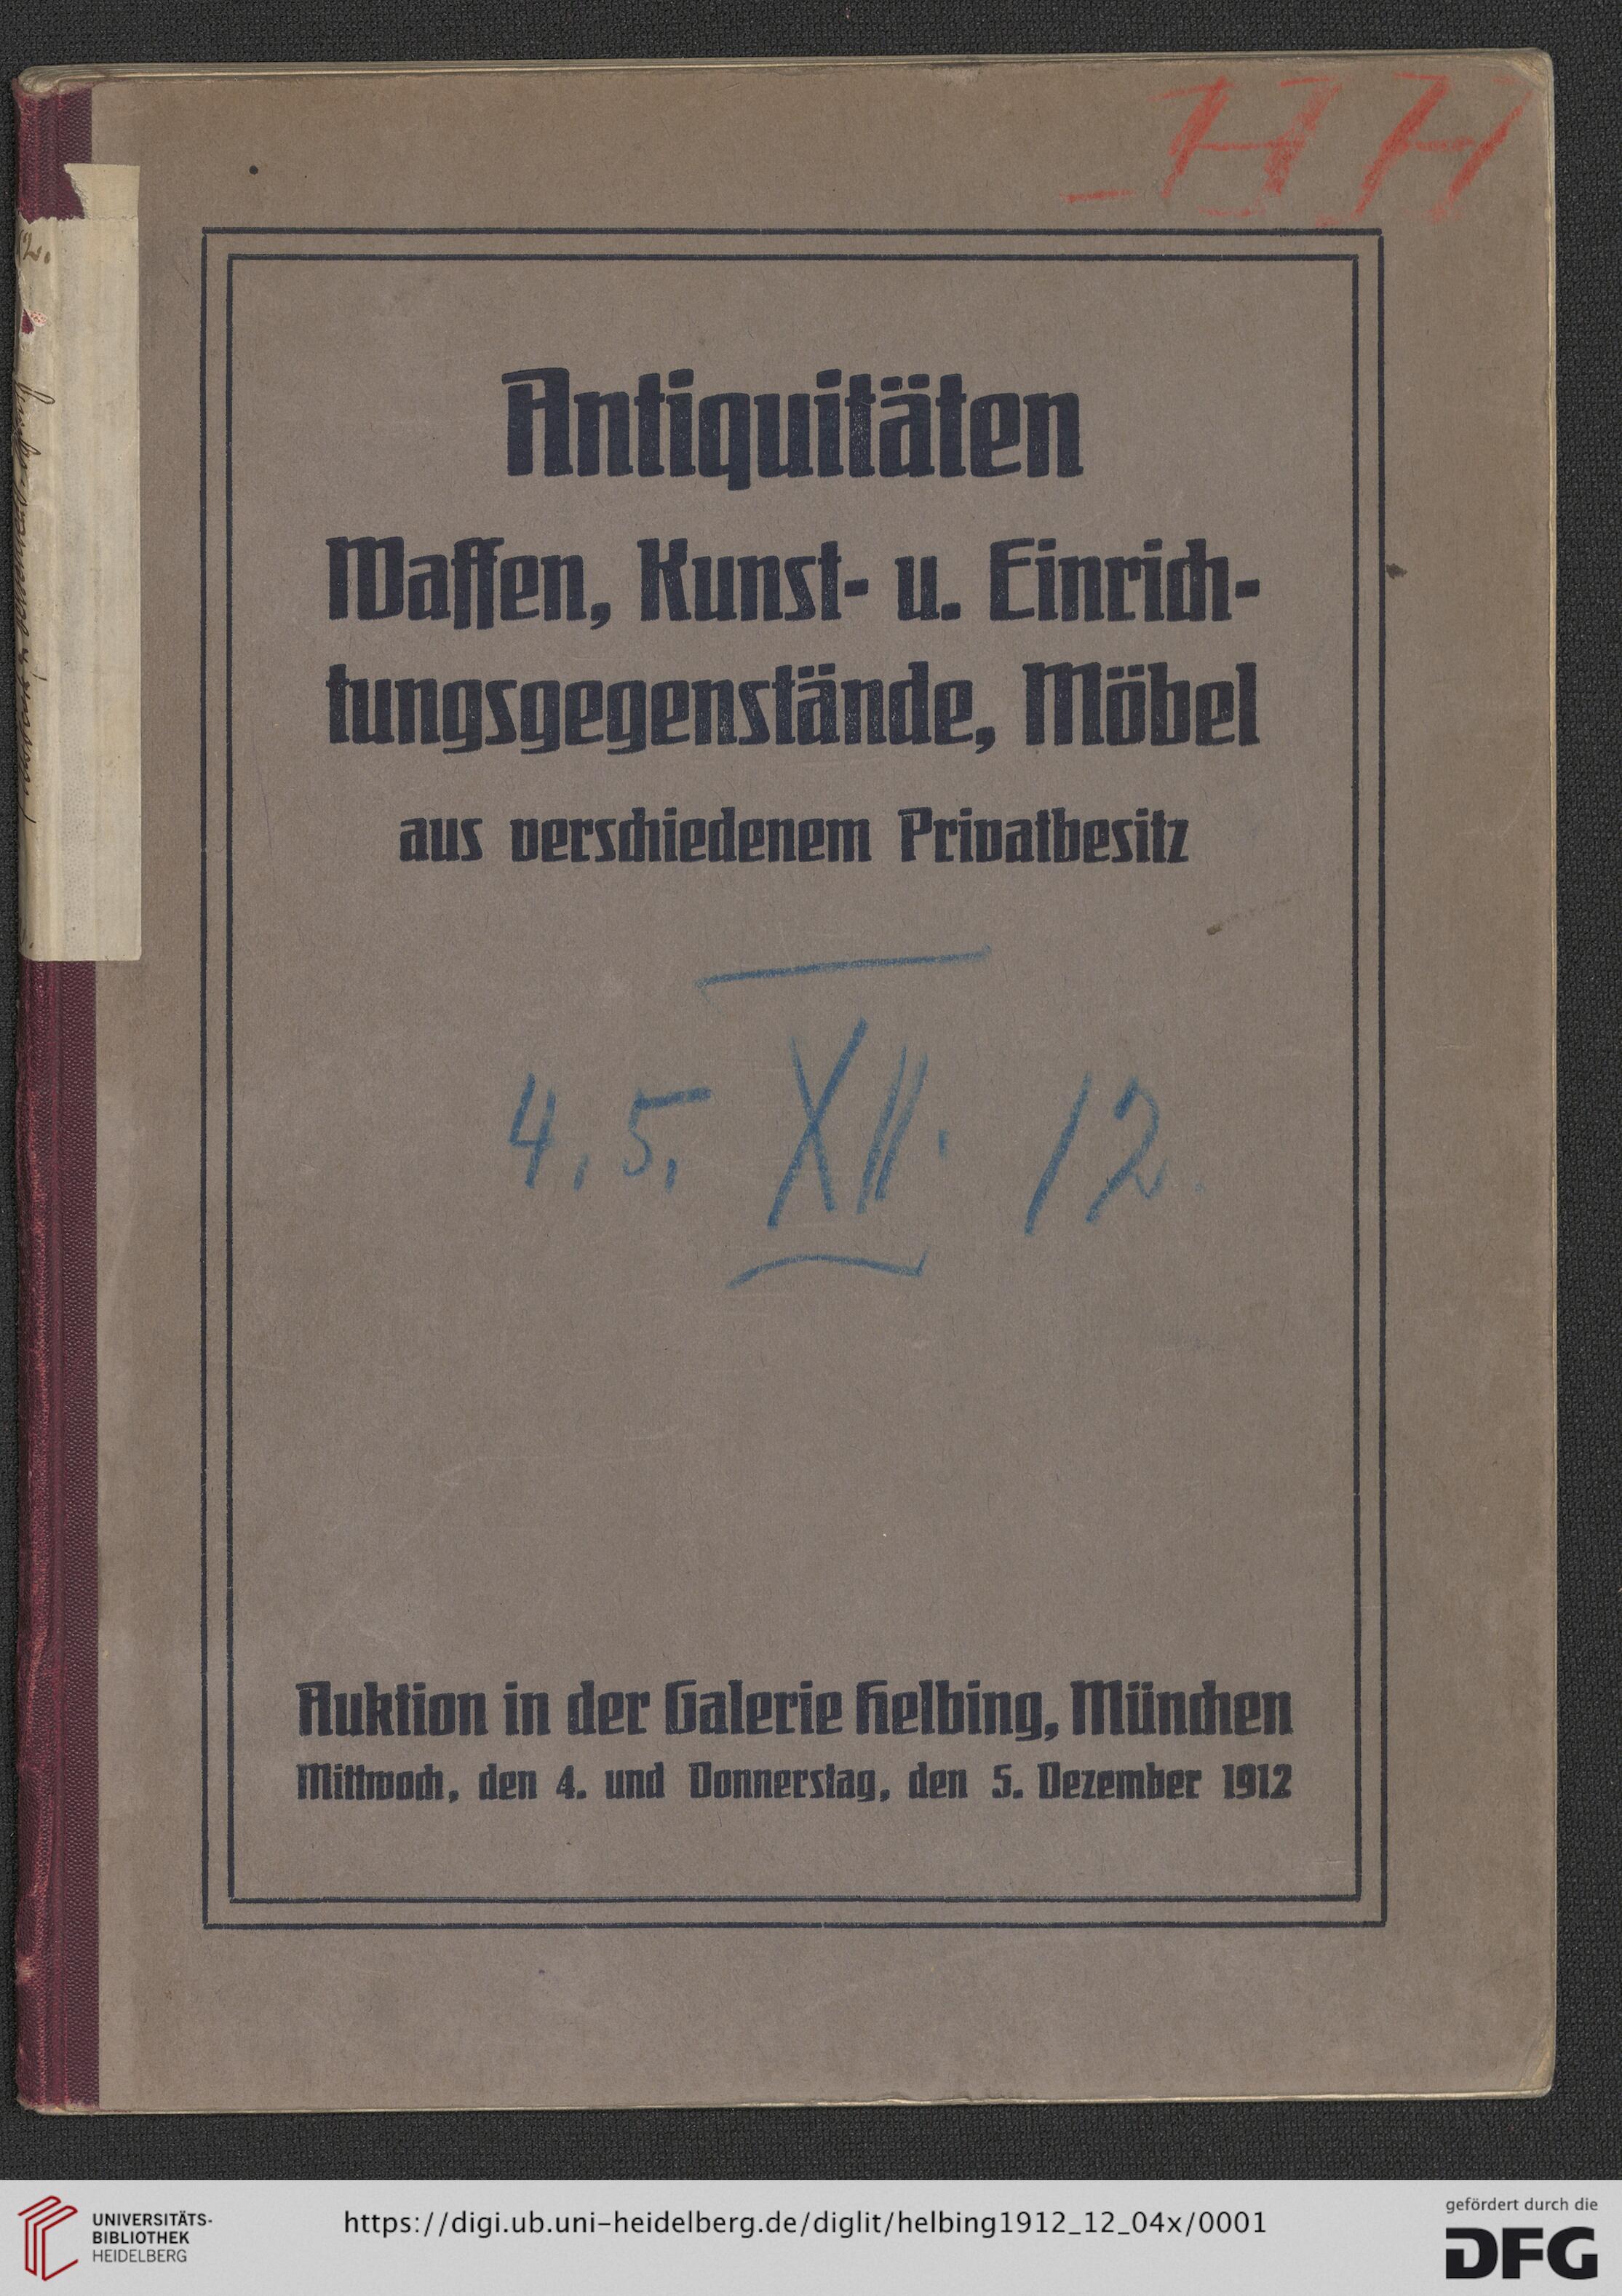 HH
Antiquitäten
Waffen, Kunst- u. Einrich-
tungsgegenstände, Möbel
aus verschiedenem Privatbesitz
4. 5. XII. 12.
Auktion in der Galerie Helbing, München
Mittwoch, den 4. und Donnerstag, den 5. Dezember 1912
UNIVERSITÄTS-
BIBLIOTHEK
HEIDELBERG
https://digi.ub.uni-heidelberg.de/diglit/helbing1912_12_04x/0001
gefördert durch die
DFG